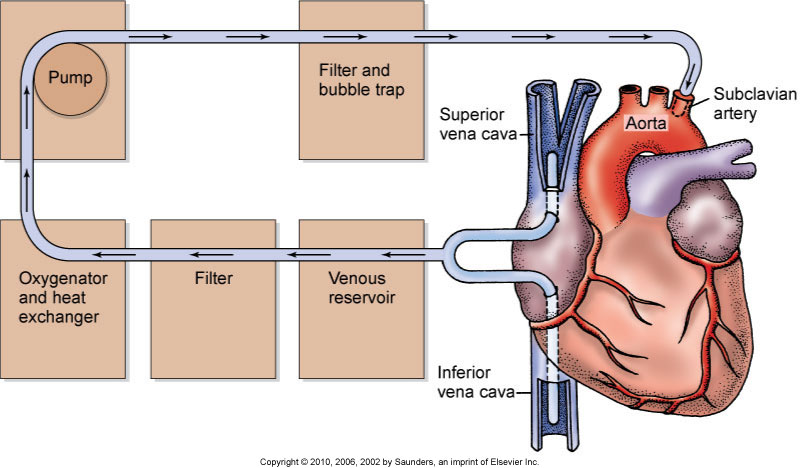 Pump
Filter and
bubble trap
Superior
vena cava
Aorta
Subclavian
artery
Oxygenator
and heat
exchanger
Filter
Venous
reservoir
Inferior
vena cava
Copyright © 2010, 2006, 2002 by Saunders, an imprint of Elsevier Inc.